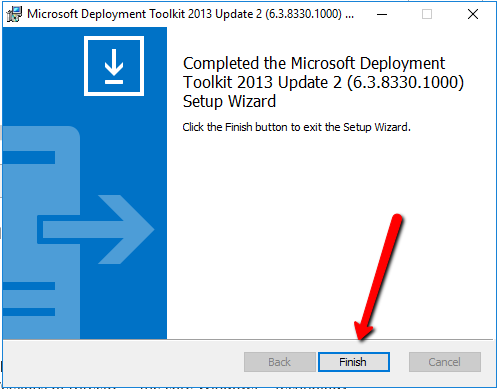 Microsoft Deployment Toolkit 2013 Update 2 (6.3.8330.1000) ...
Completed the Microsoft Deployment
Toolkit 2013 Update 2 (6.3.8330.1000)
Setup Wizard
Click the Finish button to exit the Setup Wizard.
Back
Finish
Cancel